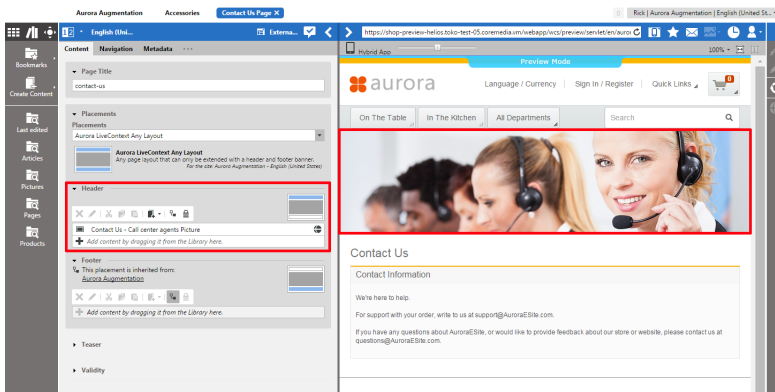 Aurora Augmentation
Accessories
Contact Us Page ✕
Rick | Aurora Augmentation | English (United St...
English (Uni...
Externa...
https://shop-preview-helios.toko-test-05.coremedia.vm/webapp/wcs/preview/servlet/en/auror
Content
Navigation
Metadata
Hybrid App
100%
Preview Mode
Bookmarks
Create Content
Last edited
Articles
Pictures
Pages
Products
Page Title
contact-us
Placements
Placements
Aurora LiveContext Any Layout
Aurora LiveContext Any Layout
Any page layout that can only be extended with a header and footer banner.
For the site: Aurora Augmentation - English (United States)
Header
Contact Us - Call center agents Picture
Add content by dragging it from the Library here.
Footer
This placement is inherited from:
Aurora Augmentation
Add content by dragging it from the Library here.
Teaser
Validity
aurora
Language / Currency
Sign In / Register
Quick Links
0
On The Table
In The Kitchen
All Departments
Search
Contact Us
Contact Information
We're here to help.
For support with your order, write to us at support@AuroraESite.com.
If you have any questions about AuroraESite, or would like to provide feedback about our store or website, please contact us at
questions@AuroraESite.com.